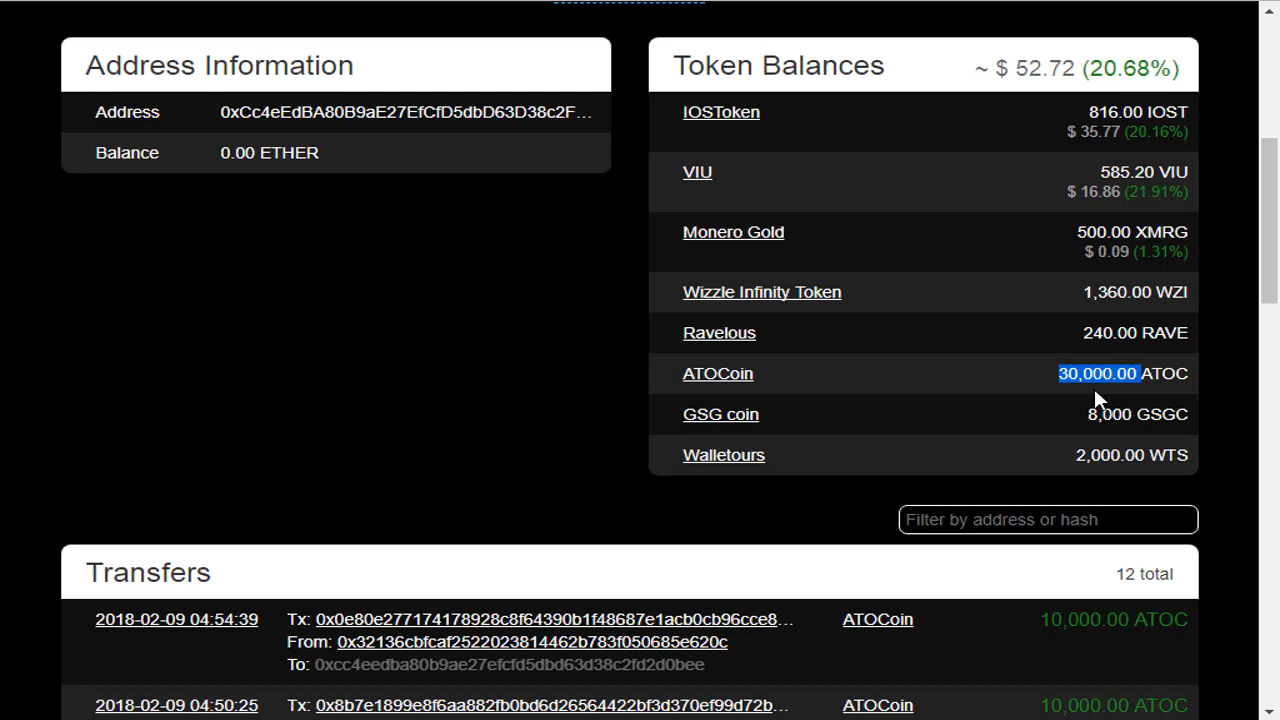 Address Information
Address 0xCc4eEdBA80B9aE27EfCfD5dbD63D38c2F...
Balance 0.00 ETHER
Token Balances ~ $ 52.72 (20.68%)
IOSToken 816.00 IOST
$ 35.77 (20.16%)
VIU 585.20 VIU
$ 16.86 (21.91%)
Monero Gold 500.00 XMRG
$ 0.09 (1.31%)
Wizzle Infinity Token 1,360.00 WZI
Ravelous 240.00 RAVE
ATOCoin 30,000.00 ATOC
GSG coin 8,000 GSGC
Walletours 2,000.00 WTS
Filter by address or hash
Transfers 12 total
2018-02-09 04:54:39 Tx: 0x0e80e277174178928c8f64390b1f48687e1acb0cb96cce8... ATOCoin 10,000.00 ATOC
From: 0x32136cbfcaf2522023814462b783f050685e620c
To: 0xcc4eedba80b9ae27efcfd5dbd63d38c2fd2d0bee
2018-02-09 04:50:25 Tx: 0x8b7e1899e8f6aa882fb0bd6d26564422bf3d370ef99d72b... ATOCoin 10,000.00 ATOC